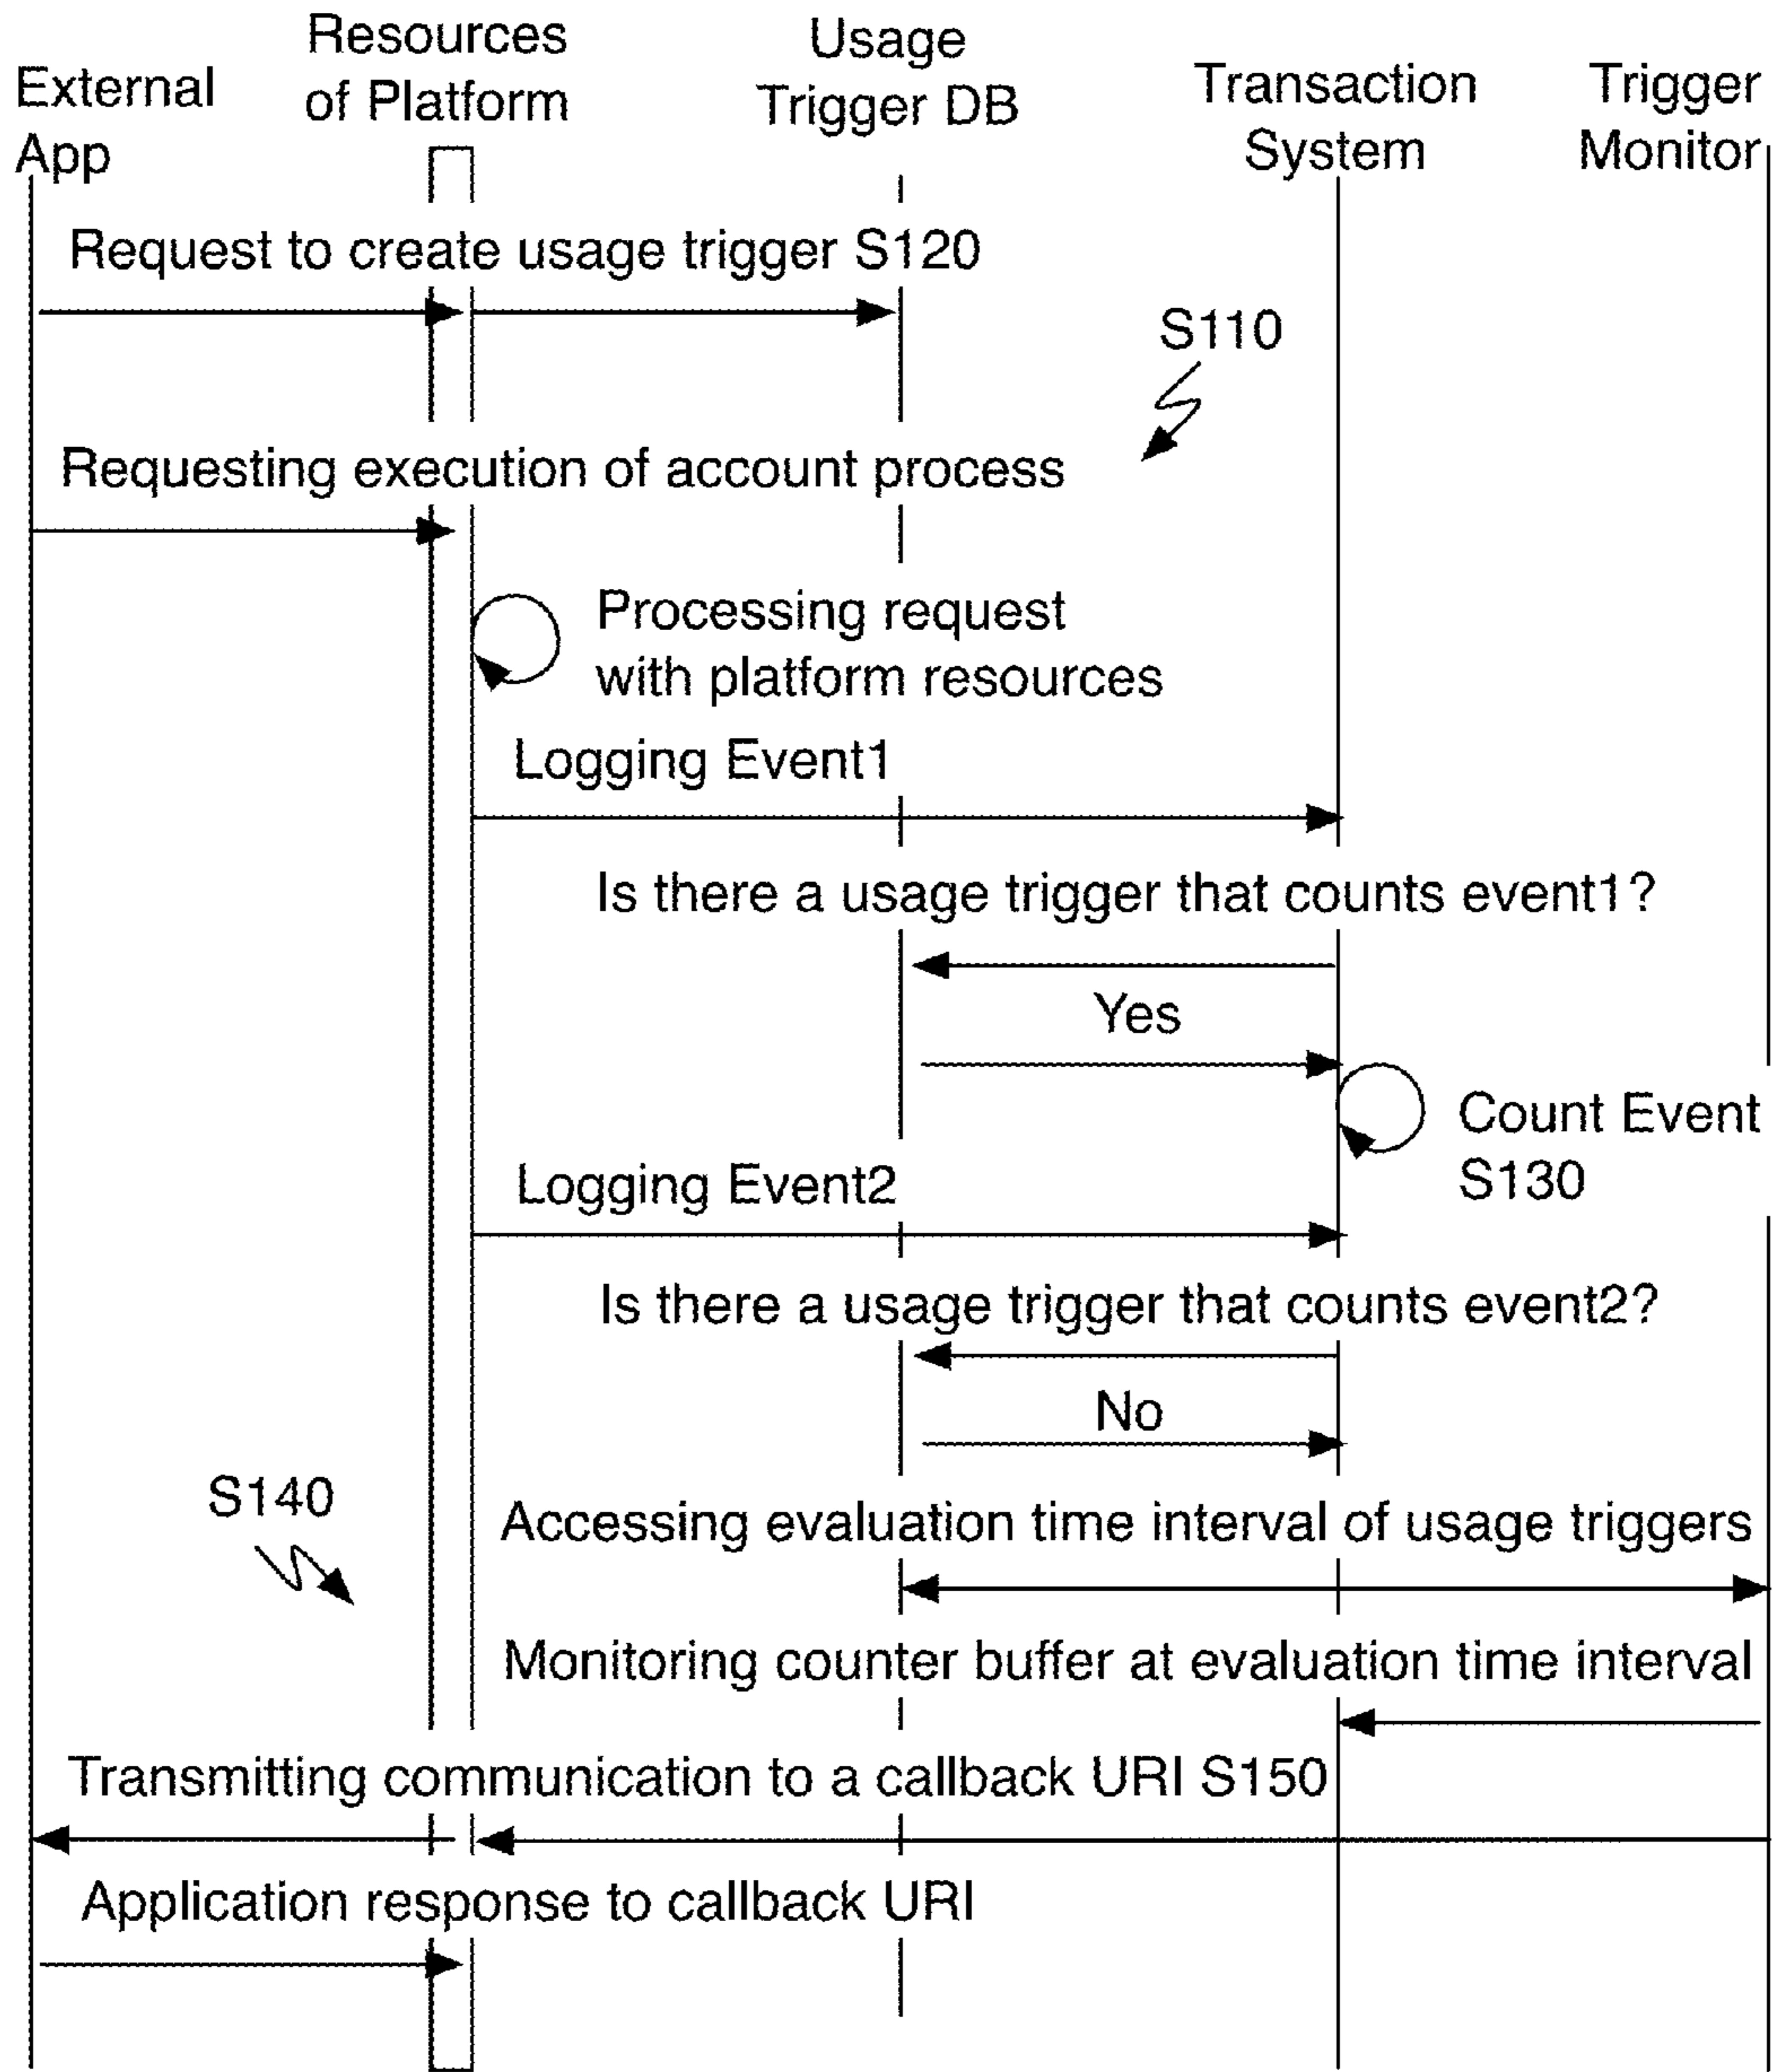 External
App
Resources
of Platform
Usage
Trigger DB
Transaction
System
Trigger
Monitor
Request to create usage trigger S120
S110
Requesting execution of account process
Processing request
with platform resources
Logging Event1
Is there a usage trigger that counts event1?
Yes
Count Event
S130
Logging Event2
Is there a usage trigger that counts event2?
No
S140
Accessing evaluation time interval of usage triggers
Monitoring counter buffer at evaluation time interval
Transmitting communication to a callback URI S150
Application response to callback URI